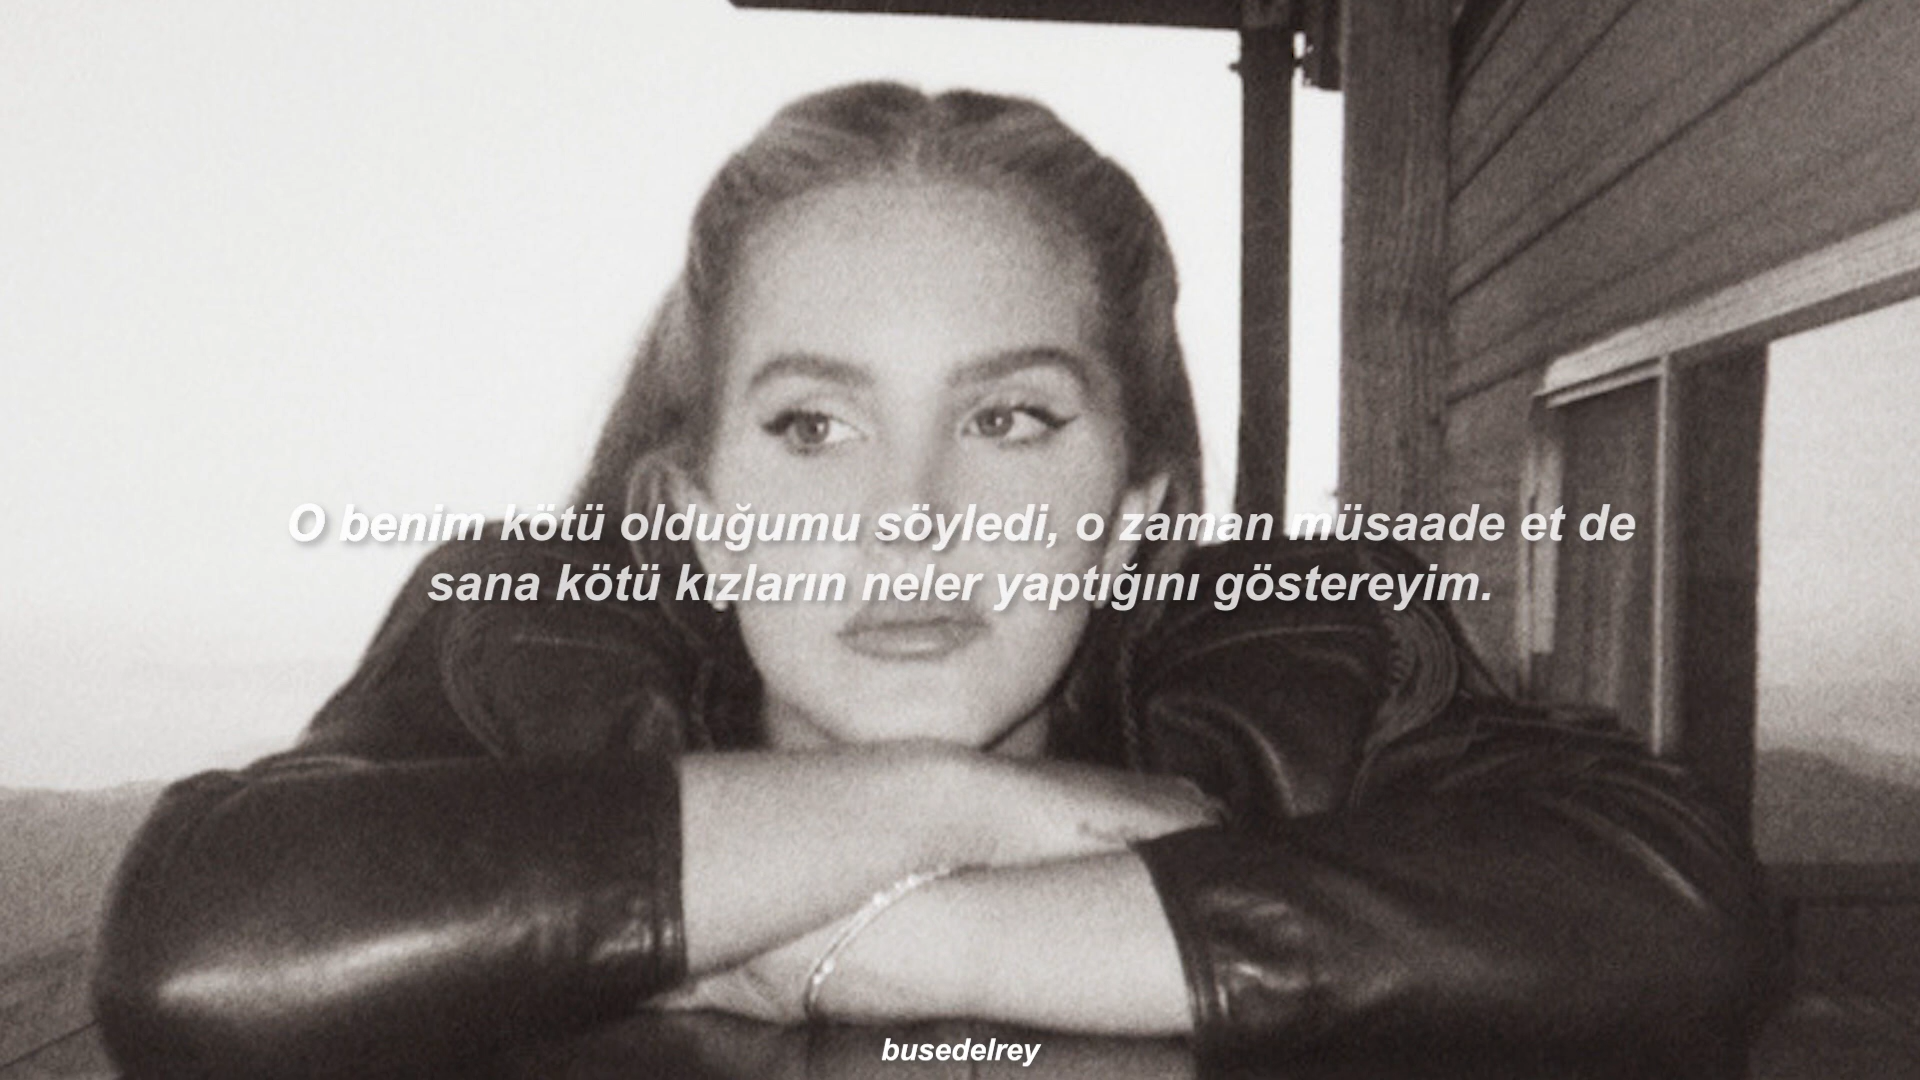 O benim kötü olduğumu söyledi, o zaman müsaade et de
sana kötü kızların neler yaptığını göstereyim.
busedelrey